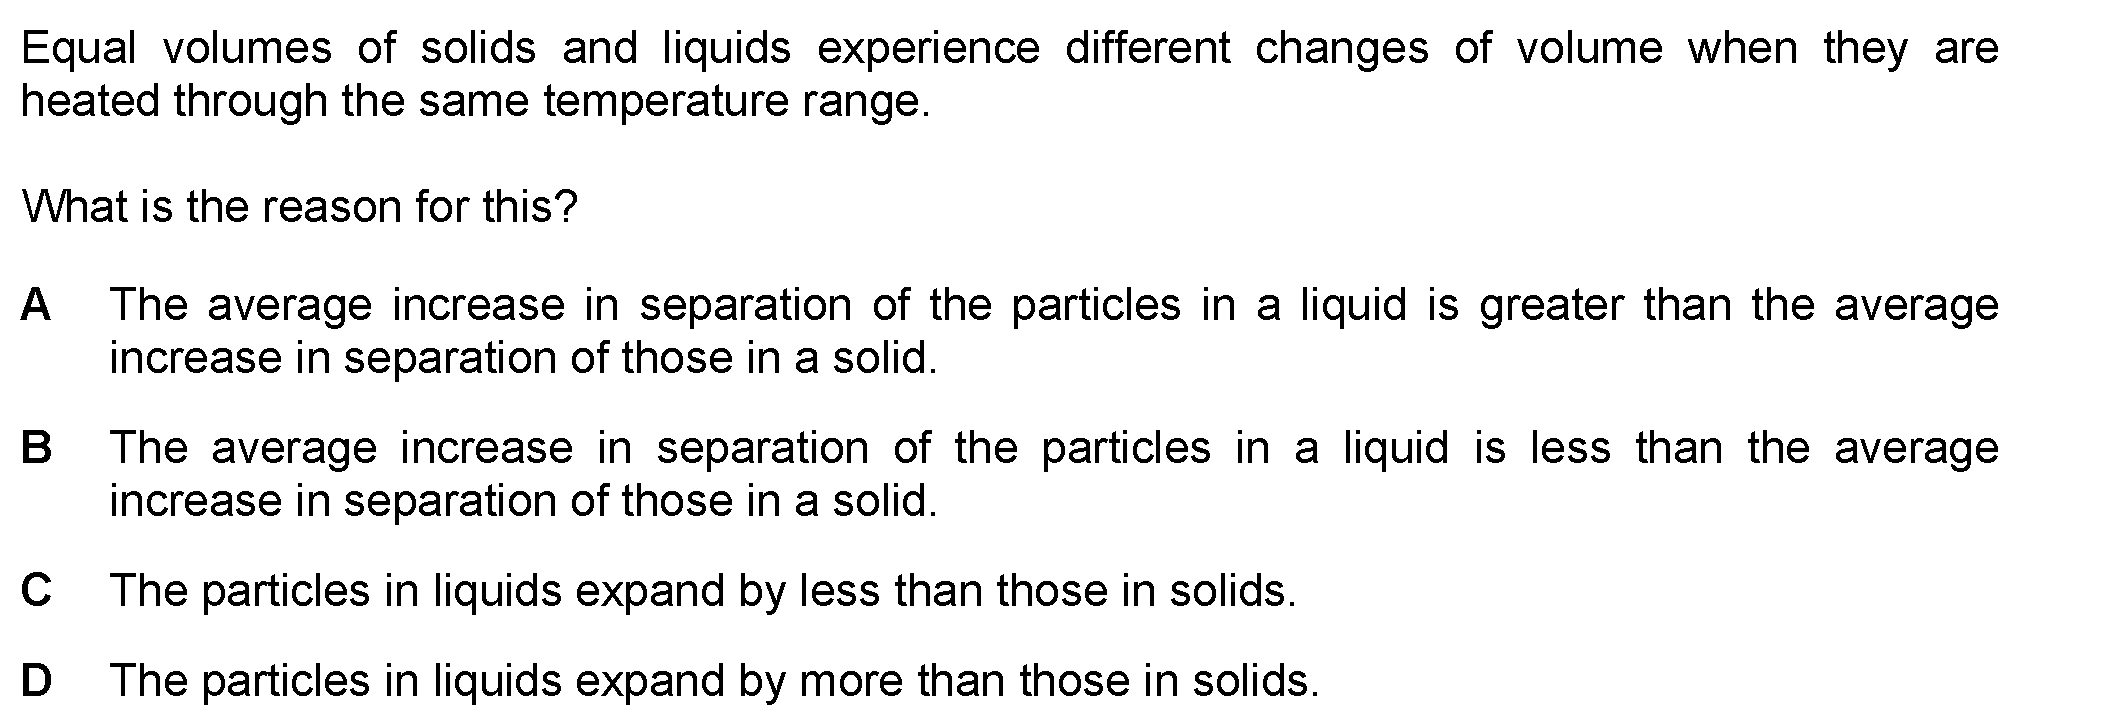 Equal volumes of solids and liquids experience different changes of volume when they are
heated through the same temperature range.
What is the reason for this?
A The average increase in separation of the particles in a liquid is greater than the average
increase in separation of those in a solid.
B The average increase in separation of the particles in a liquid is less than the average
increase in separation of those in a solid.
C The particles in liquids expand by less than those in solids.
D The particles in liquids expand by more than those in solids.